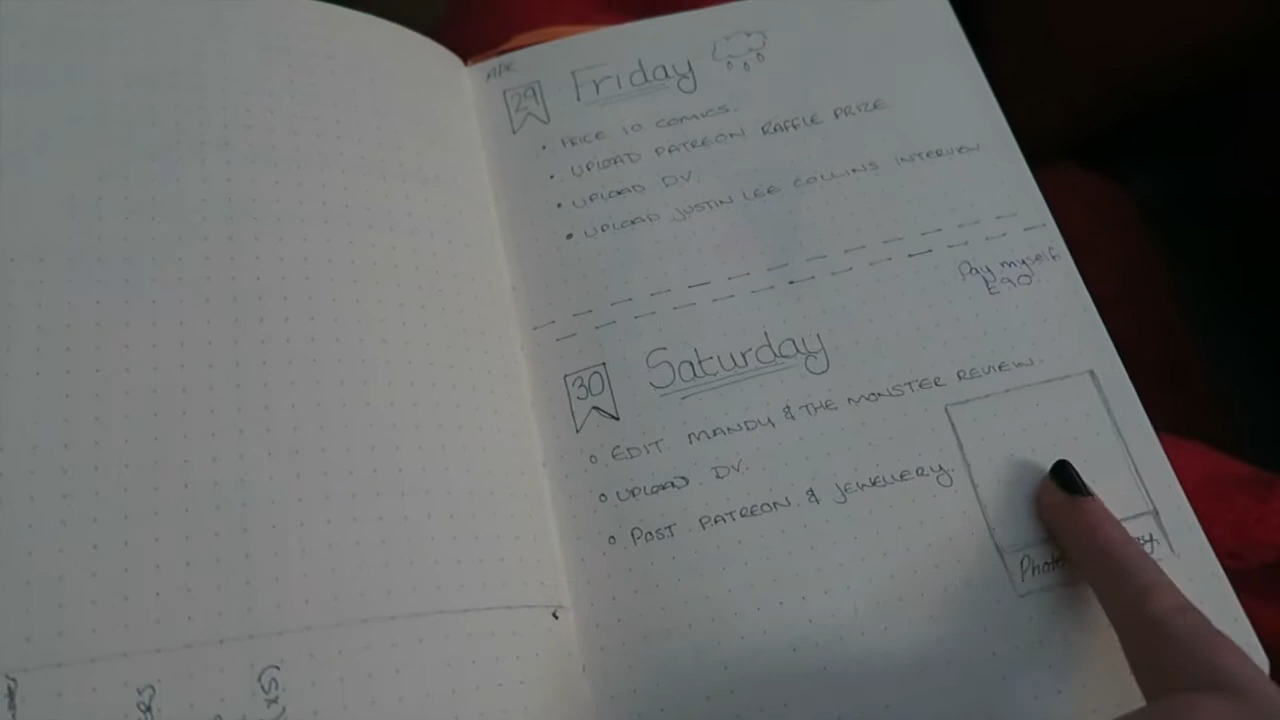 APR
29 Friday
• PRICE 10 COMICS.
• UPLOAD PATREON RAFFLE PRIZE
• UPLOAD DV.
• UPLOAD JUSTIN LEE COLLINS INTERVIEW
Pay myself
£90.
30 Saturday
° EDIT MANDY & THE MONSTER REVIEW.
° UPLOAD DV.
° POST PATREON & JEWELLERY.